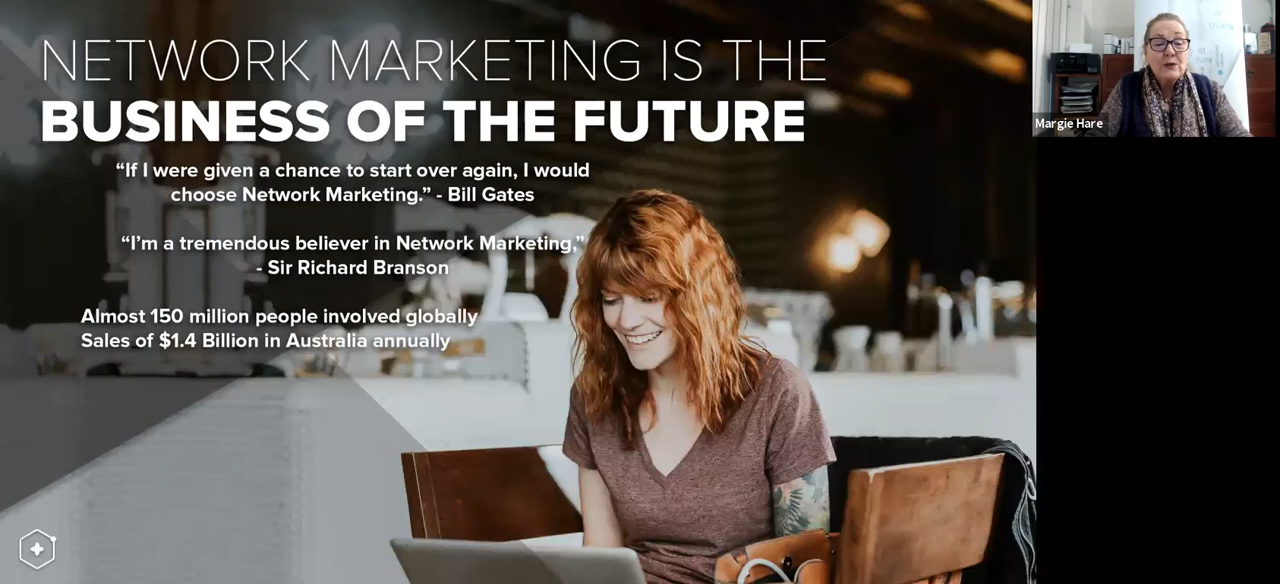 NETWORK MARKETING IS THE
BUSINESS OF THE FUTURE
“If I were given a chance to start over again, I would
choose Network Marketing.” - Bill Gates
“I’m a tremendous believer in Network Marketing,”
- Sir Richard Branson
Almost 150 million people involved globally
Sales of $1.4 Billion in Australia annually
Margie Hare